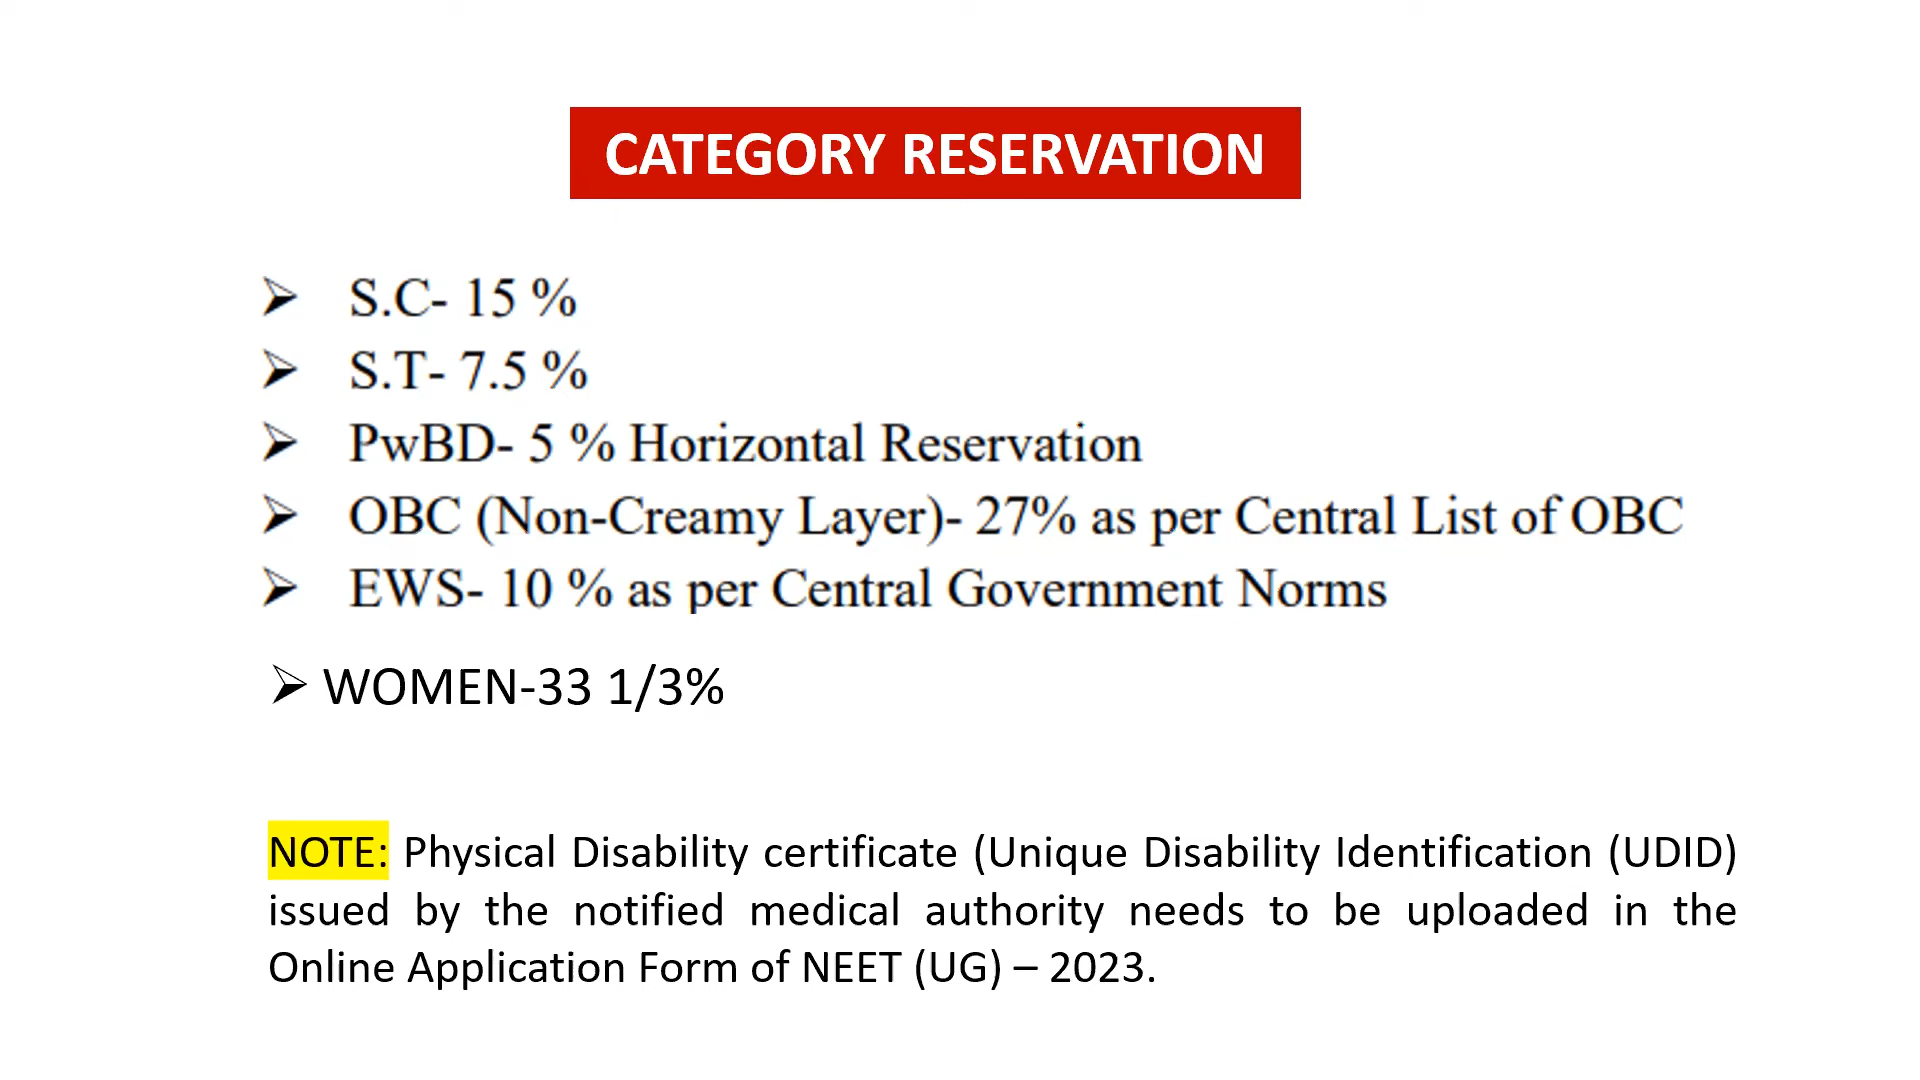 CATEGORY RESERVATION
➢ S.C- 15 %
➢ S.T- 7.5 %
➢ PwBD- 5 % Horizontal Reservation
➢ OBC (Non-Creamy Layer)- 27% as per Central List of OBC
➢ EWS- 10 % as per Central Government Norms
➢ WOMEN-33 1/3%
NOTE: Physical Disability certificate (Unique Disability Identification (UDID)
issued by the notified medical authority needs to be uploaded in the
Online Application Form of NEET (UG) – 2023.